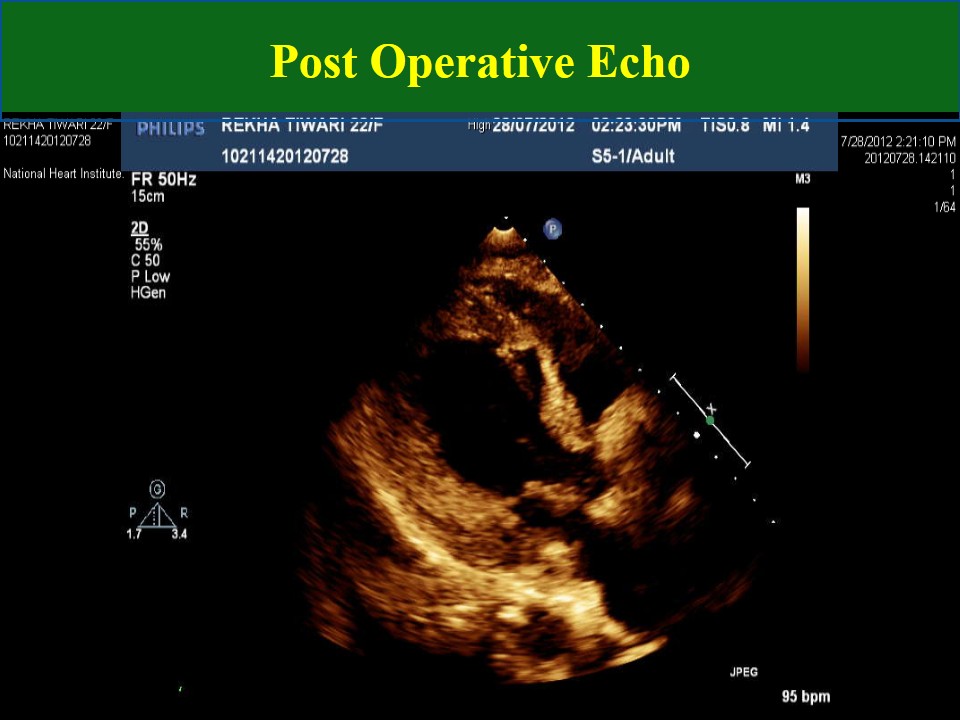 Post Operative Echo
REKHA TIWARI 22/F
10211420120728
National Heart Institute.
PHILIPS
REKHA TIWARI 22/F
High 28/07/2012 02:23:30PM TIS0.8 MI 1.4
10211420120728
S5-1/Adult
7/28/2012 2:21:10 PM
20120728.142110
1
1
1/64
FR 50Hz
15cm
M3
2D
55%
C 50
P Low
HGen
P
G
P R
1.7 3.4
X
JPEG
95 bpm